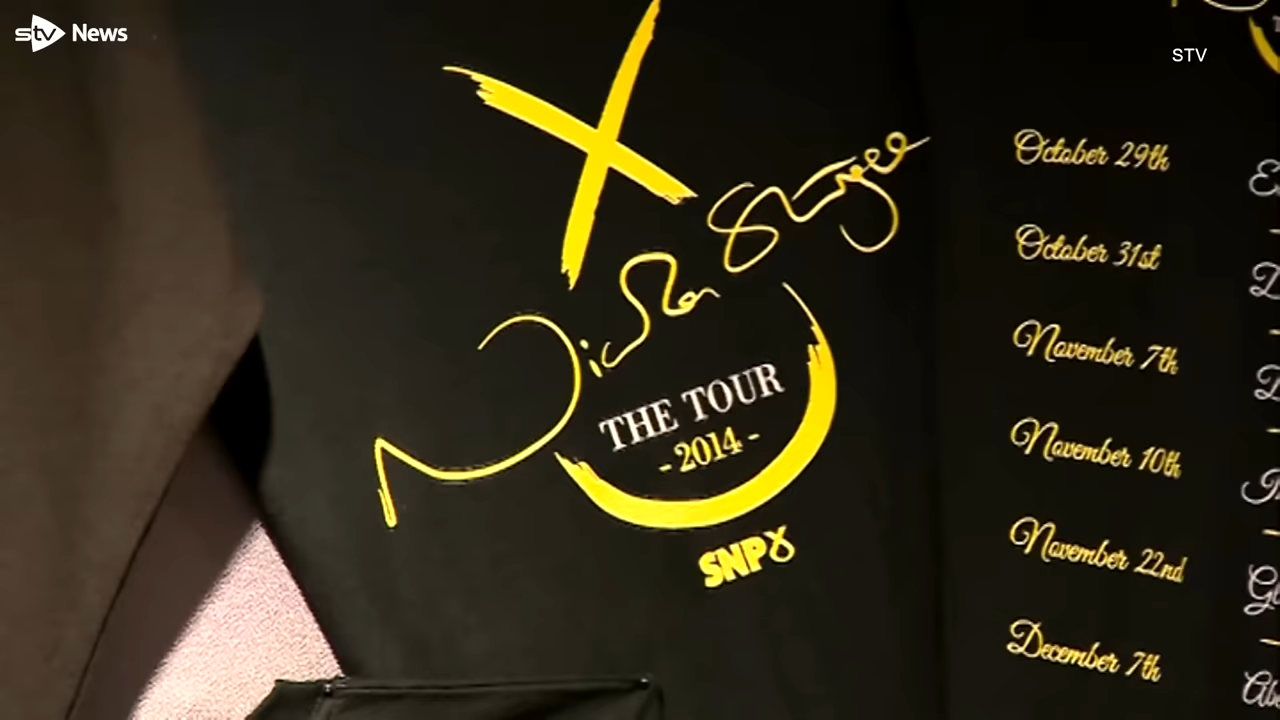 stv News
STV
Nicola Sturgeon
THE TOUR
- 2014 -
SNP
October 29th
October 31st
November 7th
November 10th
November 22nd
December 7th